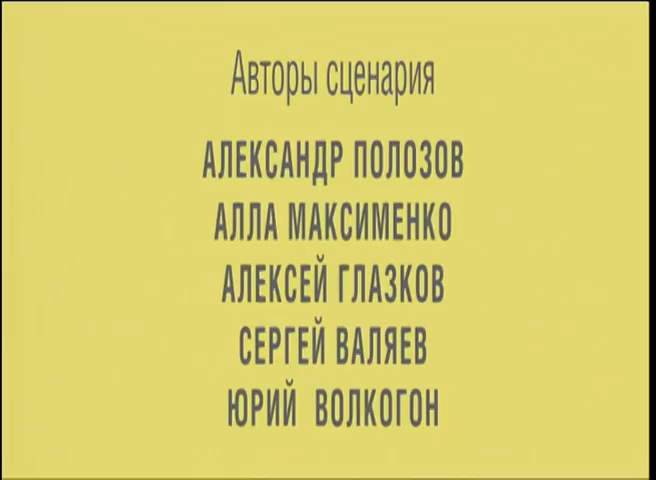 Авторы сценария
АЛЕКСАНДР ПОЛОЗОВ
АЛЛА МАКСИМЕНКО
АЛЕКСЕЙ ГЛАЗКОВ
СЕРГЕЙ ВАЛЯЕВ
ЮРИЙ ВОЛКОГОН